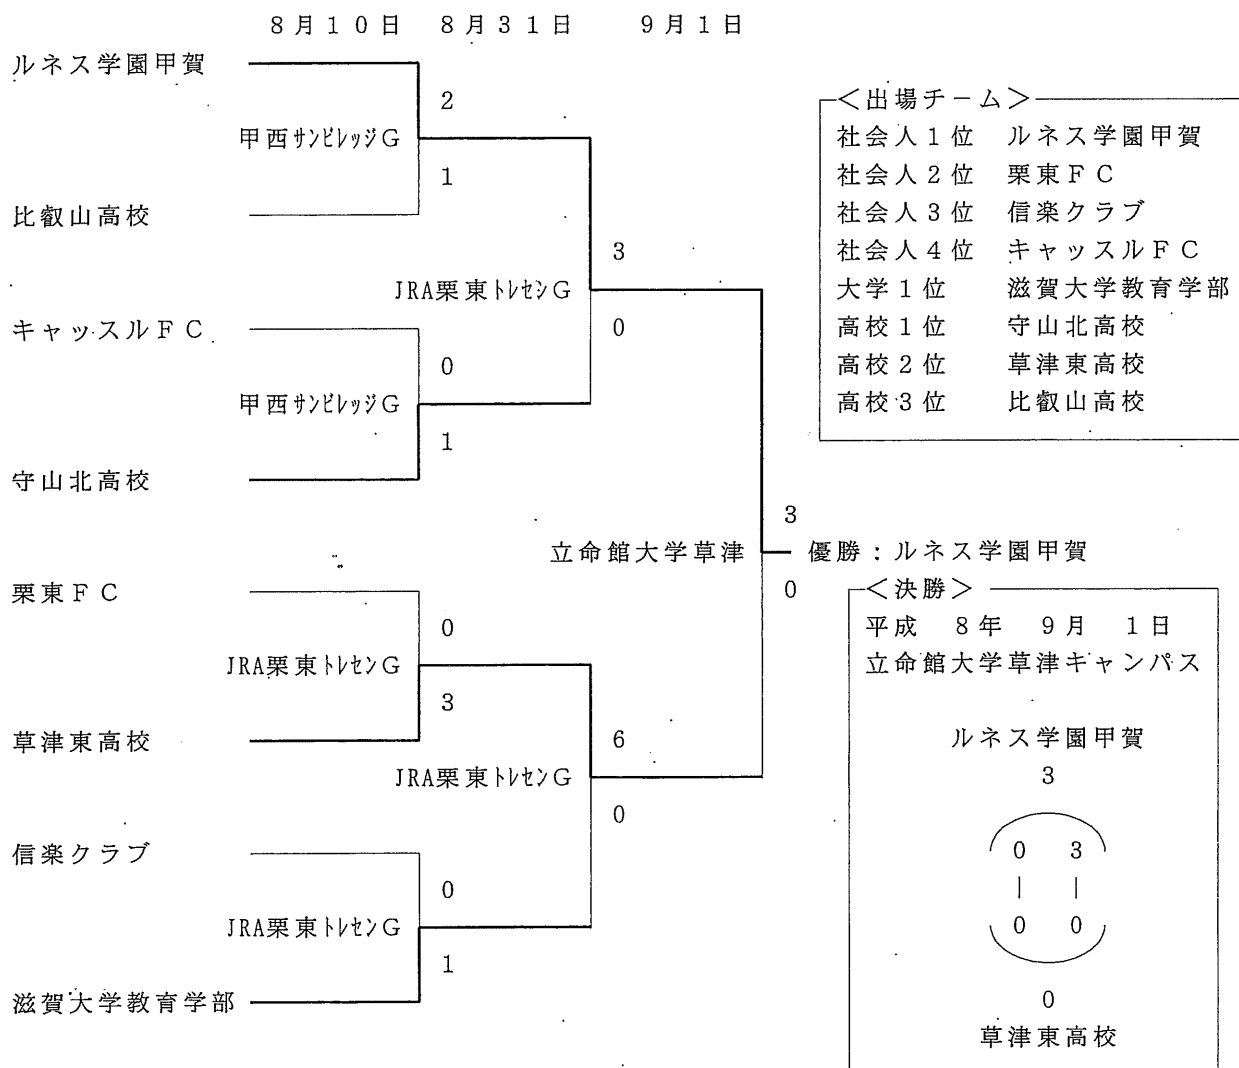 8月10日 8月31日 9月1日
ルネス学園甲賀
2
甲西サンビレッジG
1
比叡山高校
3
JRA栗東トレセンG
0
キャッスルFC
0
甲西サンビレッジG
1
守山北高校
3
立命館大学草津 優勝：ルネス学園甲賀
0
栗東FC
0
JRA栗東トレセンG
3
草津東高校
6
JRA栗東トレセンG
0
信楽クラブ
0
JRA栗東トレセンG
1
滋賀大学教育学部
＜出場チーム＞
社会人1位 ルネス学園甲賀
社会人2位 栗東FC
社会人3位 信楽クラブ
社会人4位 キャッスルFC
大学1位 滋賀大学教育学部
高校1位 守山北高校
高校2位 草津東高校
高校3位 比叡山高校
＜決勝＞
平成 8年 9月 1日
立命館大学草津キャンパス
ルネス学園甲賀
3
0 3
| |
0 0
0
草津東高校